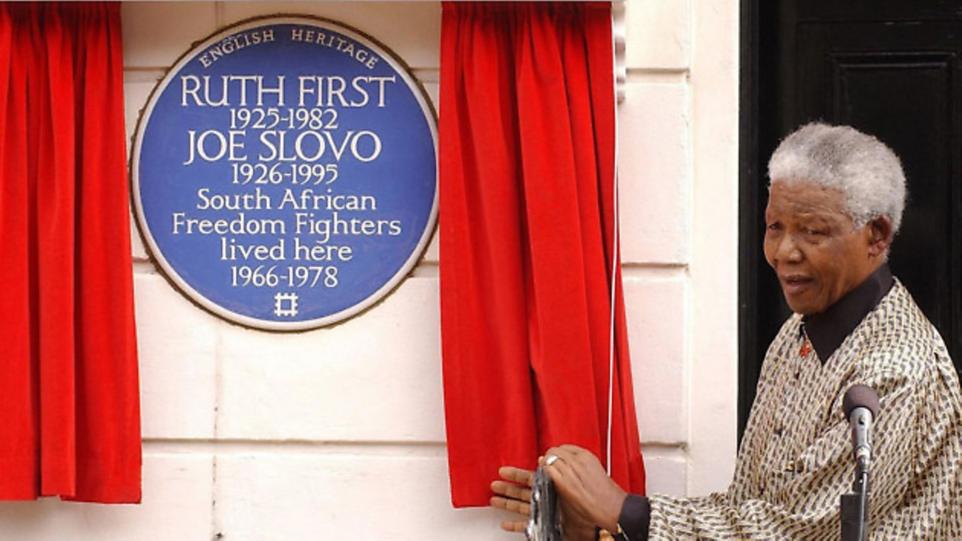 ENGLISH HERITAGE
RUTH FIRST
1925-1982
JOE SLOVO
1926-1995
South African
Freedom Fighters
lived here
1966-1978